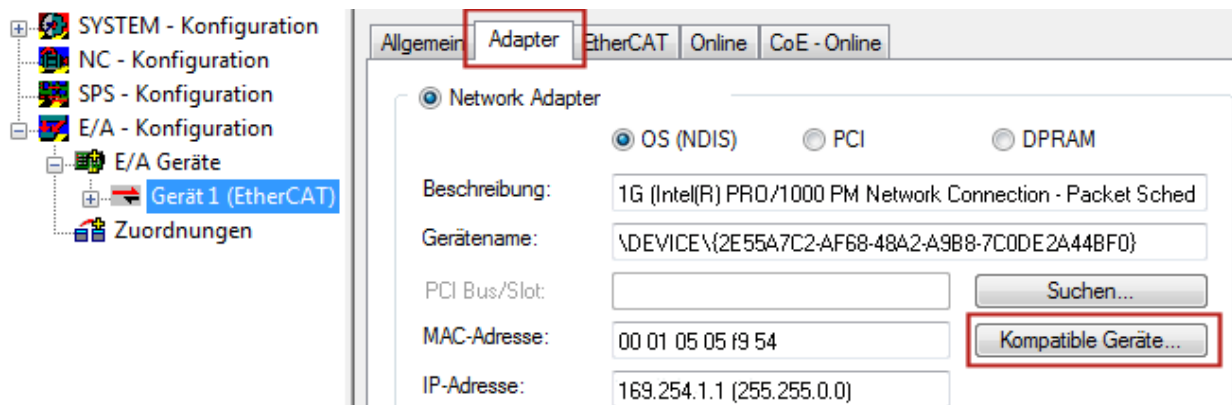 SYSTEM - Konfiguration
NC - Konfiguration
SPS - Konfiguration
E/A - Konfiguration
E/A Geräte
Gerät 1 (EtherCAT)
Zuordnungen
Allgemein Adapter EtherCAT Online CoE - Online
Network Adapter
OS (NDIS) PCI DPRAM
Beschreibung: 1G (Intel(R) PRO/1000 PM Network Connection - Packet Sched
Gerätename: \DEVICE\{2E55A7C2-AF68-48A2-A9B8-7C0DE2A44BF0}
PCI Bus/Slot: Suchen...
MAC-Adresse: 00 01 05 05 f9 54 Kompatible Geräte...
IP-Adresse: 169.254.1.1 (255.255.0.0)